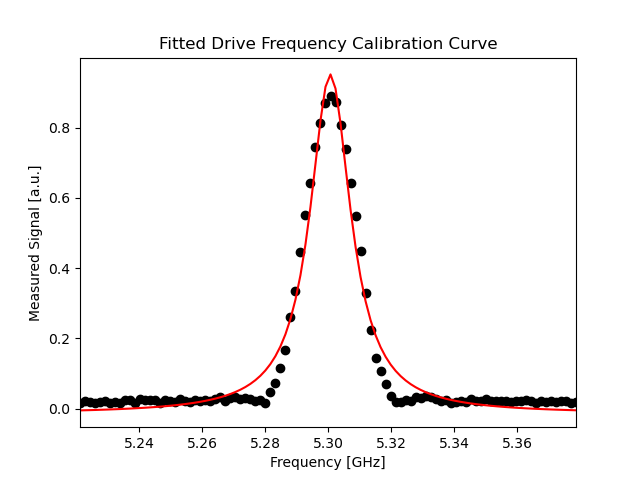 Fitted Drive Frequency Calibration Curve
Measured Signal [a.u.]
0.8
0.6
0.4
0.2
0.0
5.24 5.26 5.28 5.30 5.32 5.34 5.36
Frequency [GHz]